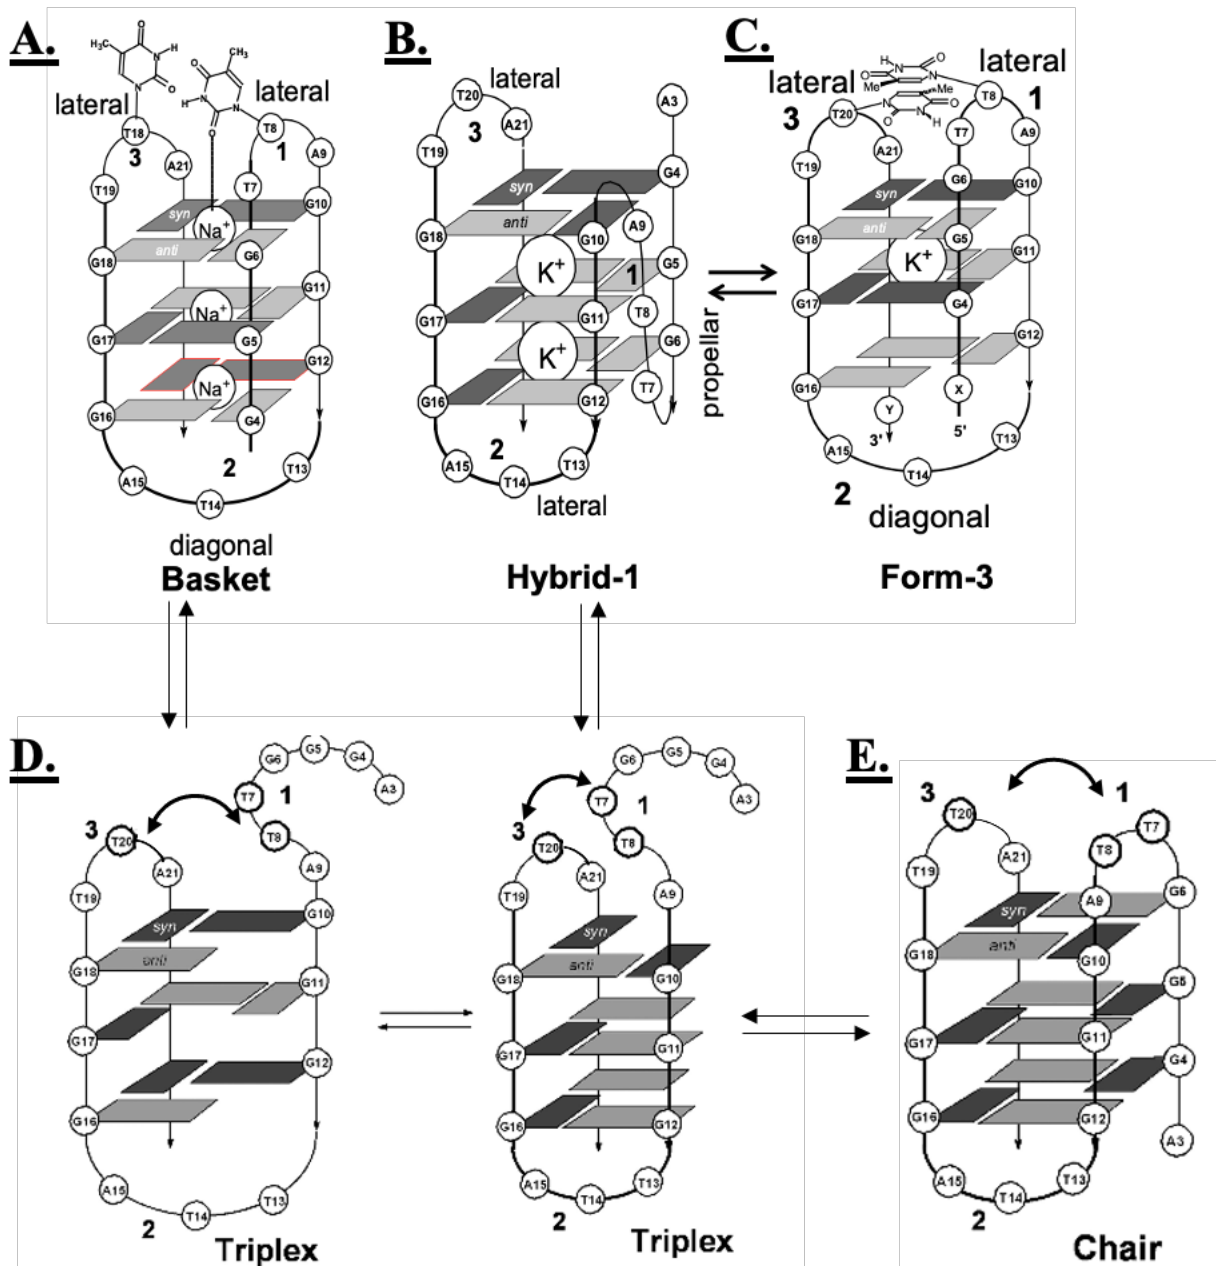 A.
B.
C.
H₃C
O
N
H
O
N
O
CH₃
N
H
N
O
O
H
N
O
N
O
Me
Me
O
N
O
N
H
O
lateral
lateral
lateral
lateral
lateral
T18
3
T8
1
A9
A21
T19
T7
G10
syn
Na⁺
anti
G18
G6
G11
Na⁺
G17
G5
G12
Na⁺
G16
G4
2
A15
T14
T13
diagonal
Basket
T20
3
A21
A3
T19
G4
syn
anti
G18
G10
A9
K⁺
1
G5
G17
G11
T8
K⁺
G6
G16
G12
T7
2
A15
T14
T13
lateral
Hybrid-1
propellar
3
T20
T8
1
T7
A9
A21
T19
G6
G10
syn
anti
G18
G5
G11
K⁺
G17
G4
G12
G16
X
Y
3'
5'
A15
T14
T13
2
diagonal
Form-3
D.
G6
G5
G4
A3
T7
1
3
T20
T8
A21
A9
T19
syn
G10
G18
anti
G11
G17
G12
G16
A15
T14
T13
2
Triplex
G6
G5
G4
A3
T7
1
3
T20
T8
A21
A9
T19
syn
G18
anti
G10
G17
G11
G16
G12
A15
T14
T13
2
Triplex
E.
3
T20
1
T7
T8
A21
T19
A9
G6
syn
G18
anti
G10
G5
G17
G11
G4
G16
G12
A3
A15
T14
T13
2
Chair